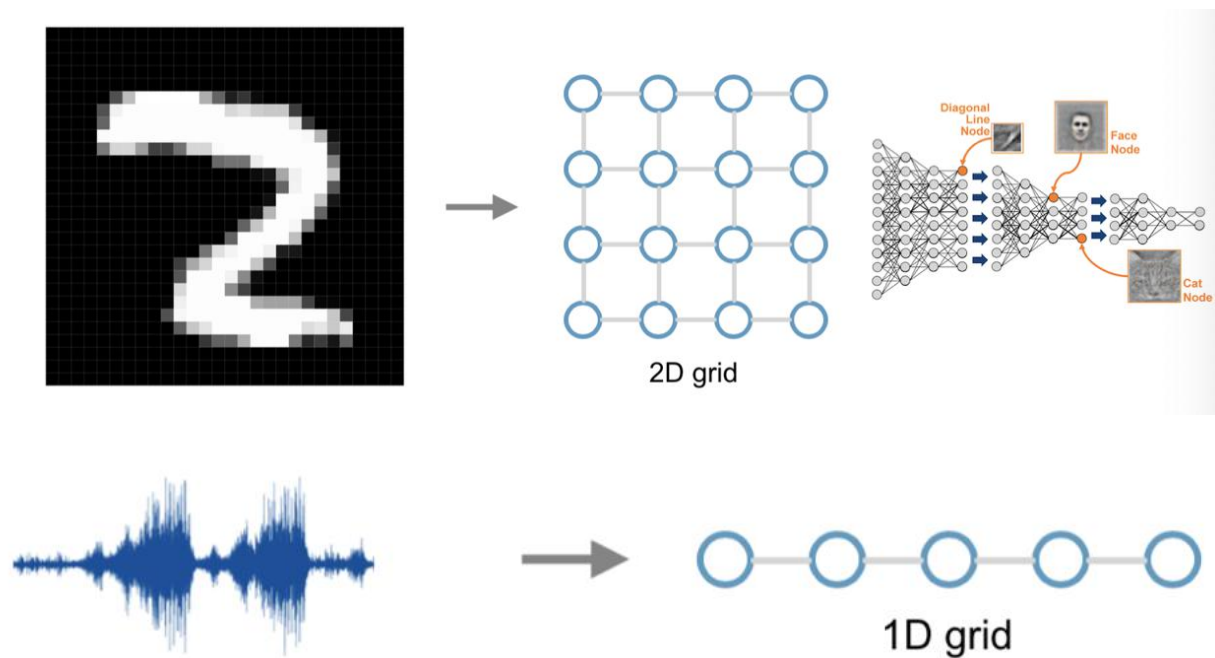 Diagonal
Line
Node
Face
Node
Cat
Node
2D grid
1D grid